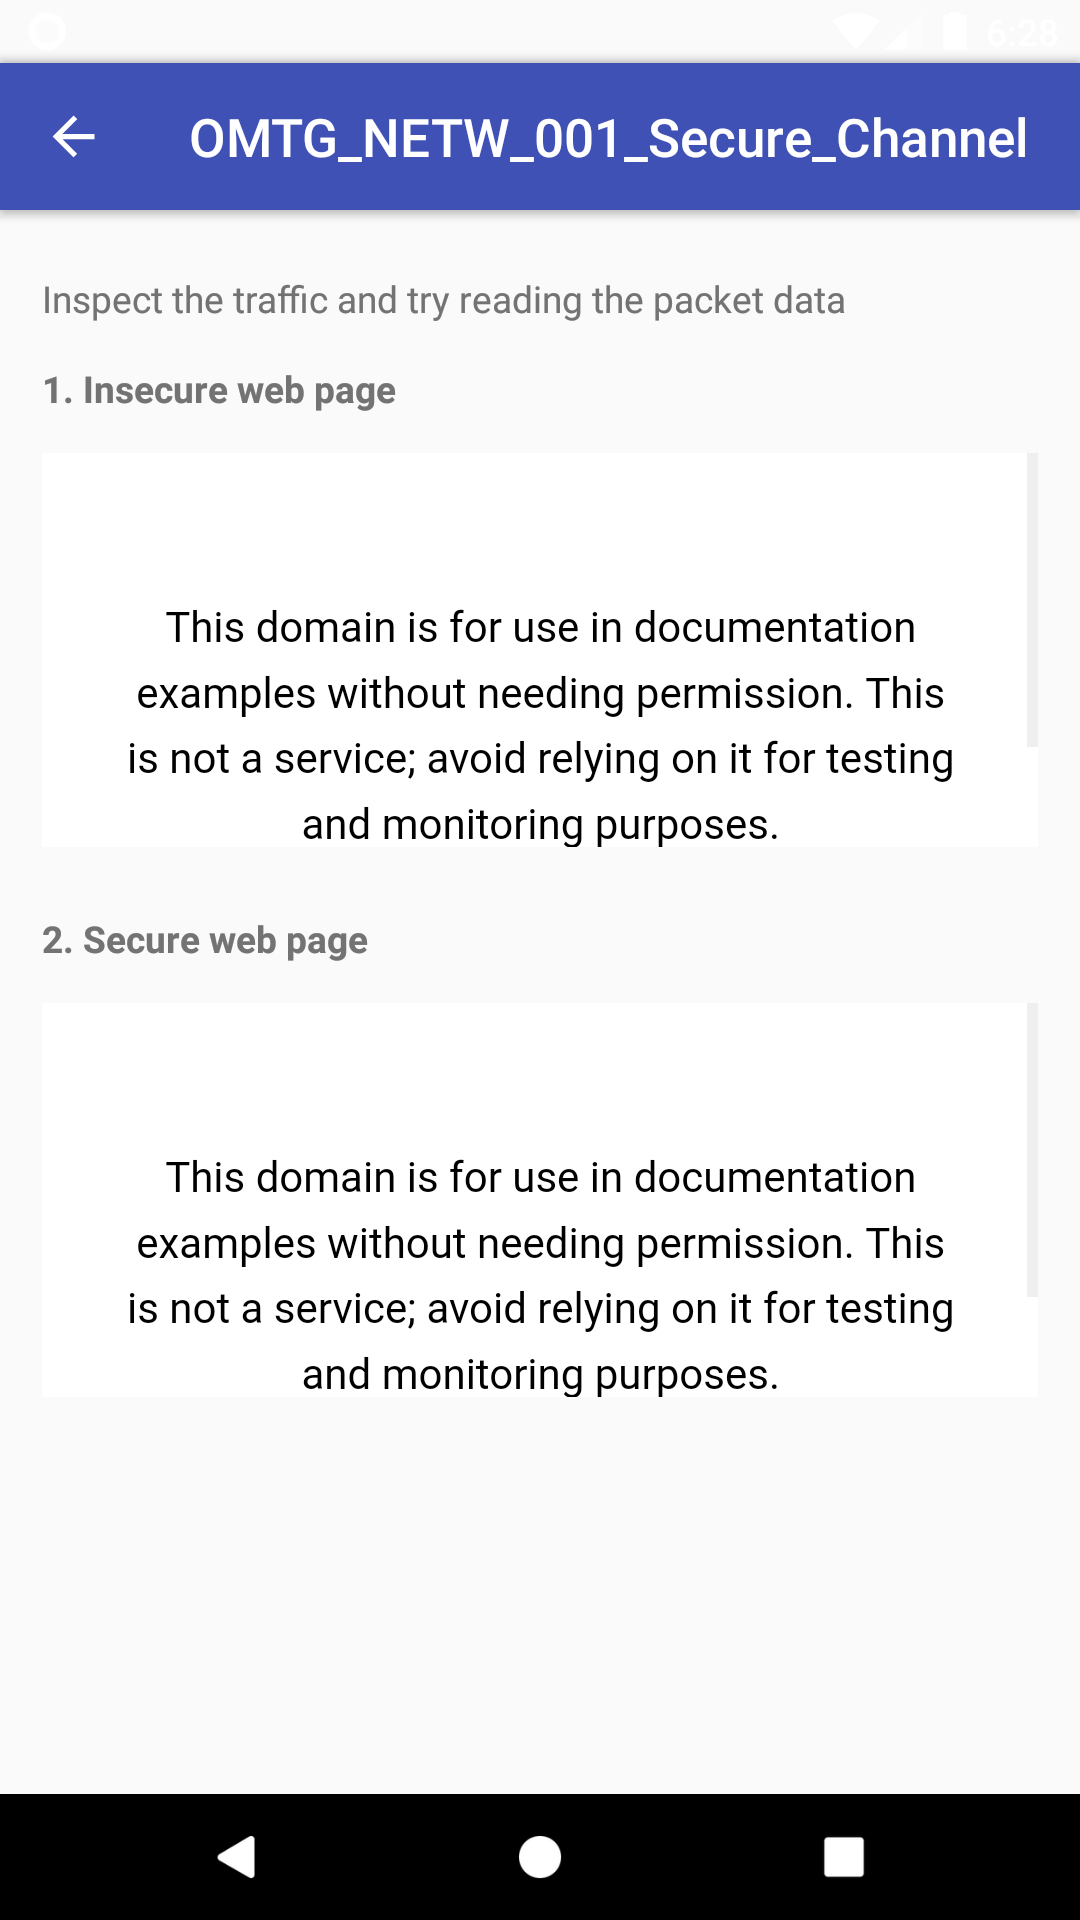 6:28
OMTG_NETW_001_Secure_Channel
Inspect the traffic and try reading the packet data
1. Insecure web page
This domain is for use in documentation
examples without needing permission. This
is not a service; avoid relying on it for testing
and monitoring purposes.
2. Secure web page
This domain is for use in documentation
examples without needing permission. This
is not a service; avoid relying on it for testing
and monitoring purposes.